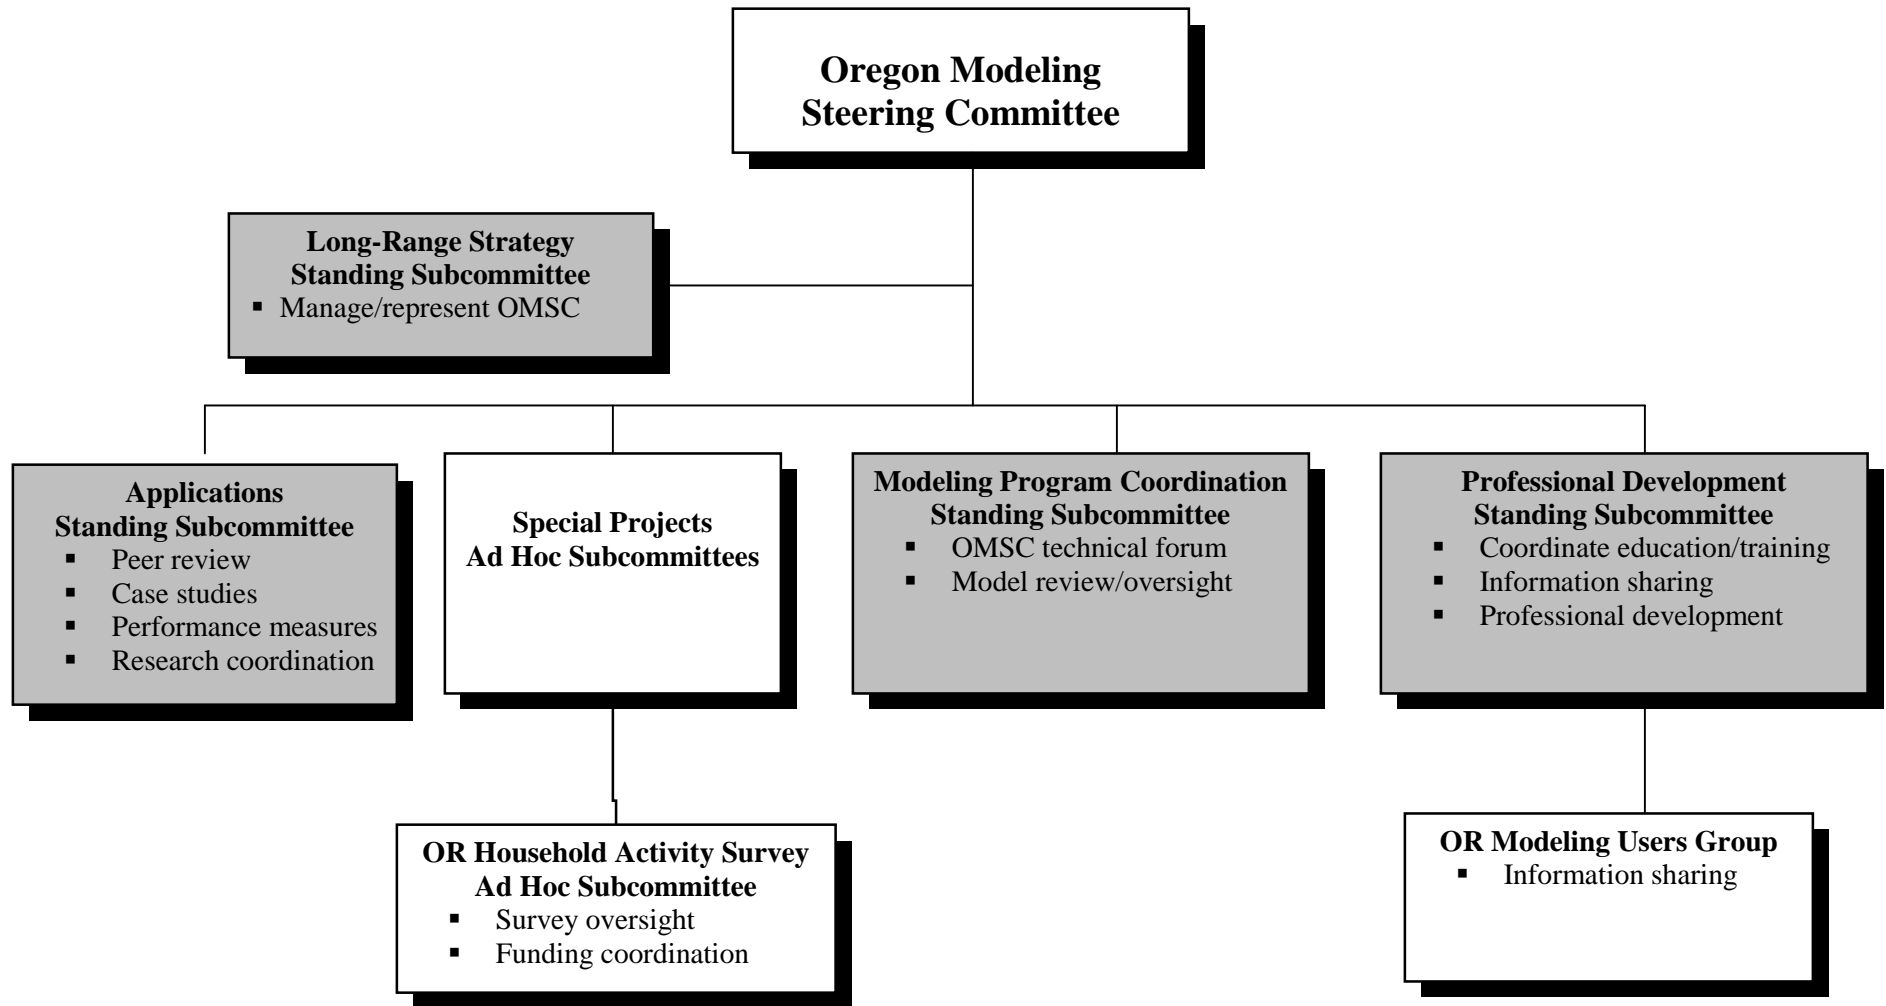 Oregon Modeling
Steering Committee
Long-Range Strategy
Standing Subcommittee
▪ Manage/represent OMSC
Applications
Standing Subcommittee
▪ Peer review
▪ Case studies
▪ Performance measures
▪ Research coordination
Special Projects
Ad Hoc Subcommittees
Modeling Program Coordination
Standing Subcommittee
▪ OMSC technical forum
▪ Model review/oversight
Professional Development
Standing Subcommittee
▪ Coordinate education/training
▪ Information sharing
▪ Professional development
OR Household Activity Survey
Ad Hoc Subcommittee
▪ Survey oversight
▪ Funding coordination
OR Modeling Users Group
▪ Information sharing